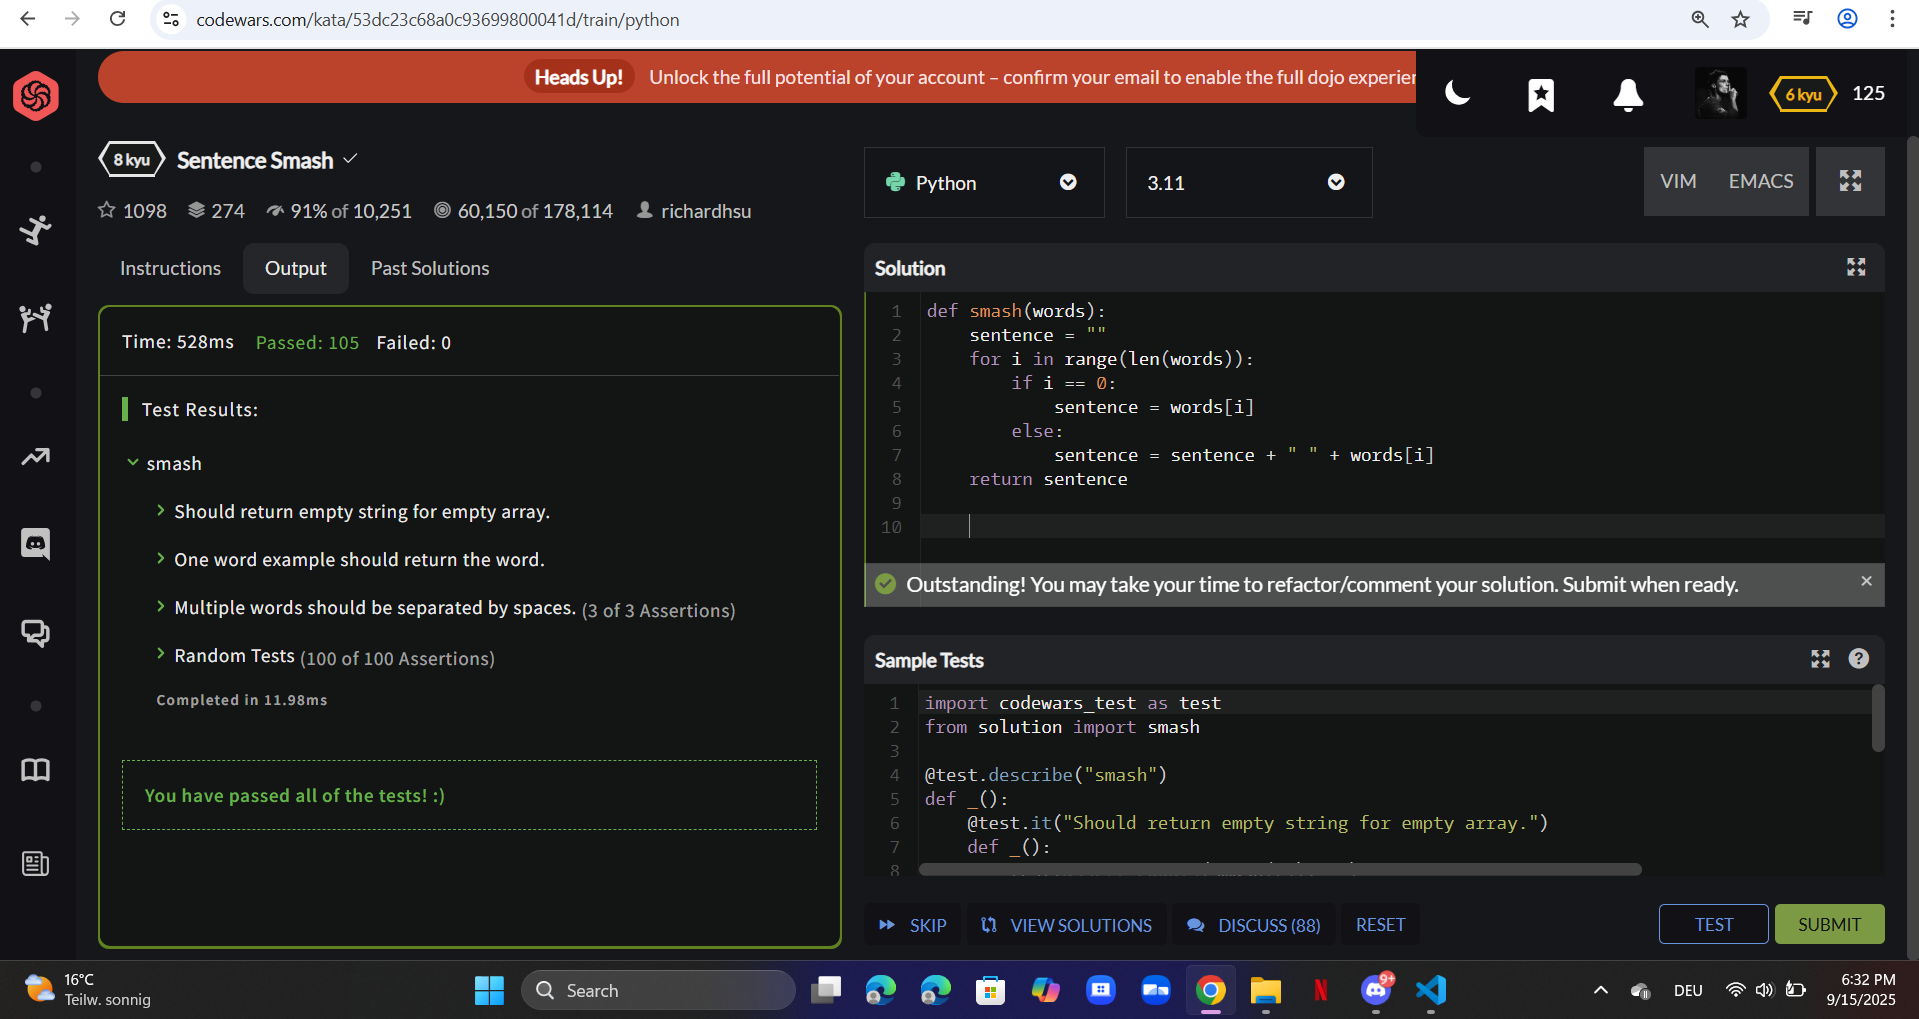 codewars.com/kata/53dc23c68a0c93699800041d/train/python
Heads Up! Unlock the full potential of your account – confirm your email to enable the full dojo experier
6 kyu 125
8 kyu Sentence Smash
1098 274 91% of 10,251 60,150 of 178,114 richardhsu
Instructions Output Past Solutions
Time: 528ms Passed: 105 Failed: 0
Test Results:
smash
Should return empty string for empty array.
One word example should return the word.
Multiple words should be separated by spaces. (3 of 3 Assertions)
Random Tests (100 of 100 Assertions)
Completed in 11.98ms
You have passed all of the tests! :)
Python 3.11 VIM EMACS
Solution
1 def smash(words):
2     sentence = ""
3     for i in range(len(words)):
4         if i == 0:
5             sentence = words[i]
6         else:
7             sentence = sentence + " " + words[i]
8     return sentence
9
10
Outstanding! You may take your time to refactor/comment your solution. Submit when ready.
Sample Tests
1 import codewars_test as test
2 from solution import smash
3
4 @test.describe("smash")
5 def _():
6     @test.it("Should return empty string for empty array.")
7     def _():
8
SKIP VIEW SOLUTIONS DISCUSS (88) RESET TEST SUBMIT
16°C
Teilw. sonnig
Search
N
9+
DEU
6:32 PM
9/15/2025